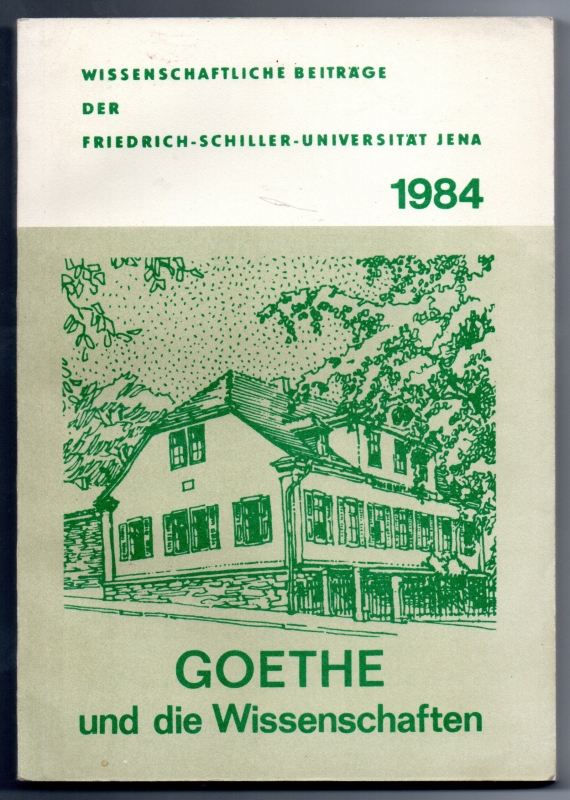 WISSENSCHAFTLICHE BEITRÄGE
DER
FRIEDRICH-SCHILLER-UNIVERSITÄT JENA
1984
GOETHE
und die Wissenschaften